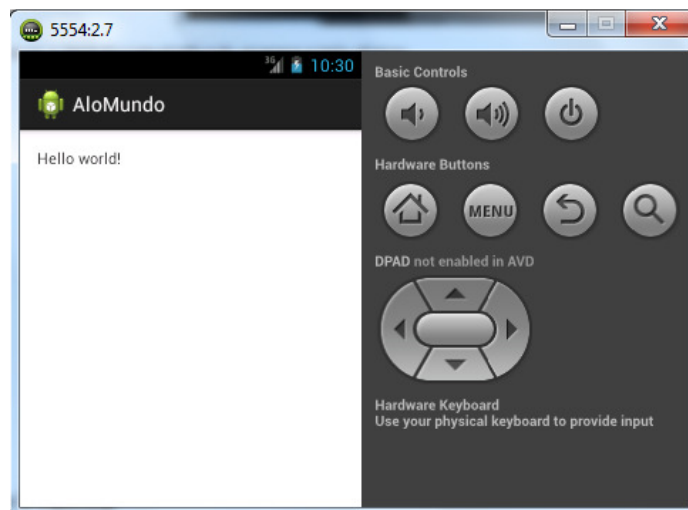 5554:2.7
3G 10:30
AloMundo
Hello world!
Basic Controls
Hardware Buttons
MENU
DPAD not enabled in AVD
Hardware Keyboard
Use your physical keyboard to provide input